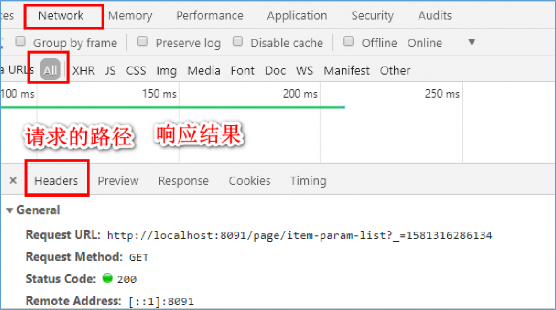 Network Memory Performance Application Security Audits
Group by frame Preserve log Disable cache Offline Online
a URLs All XHR JS CSS Img Media Font Doc WS Manifest Other
100 ms 150 ms 200 ms 250 ms
请求的路径 响应结果
× Headers Preview Response Cookies Timing
General
Request URL: http://localhost:8091/page/item-param-list?_=1581316286134
Request Method: GET
Status Code: 200
Remote Address: [::1]:8091